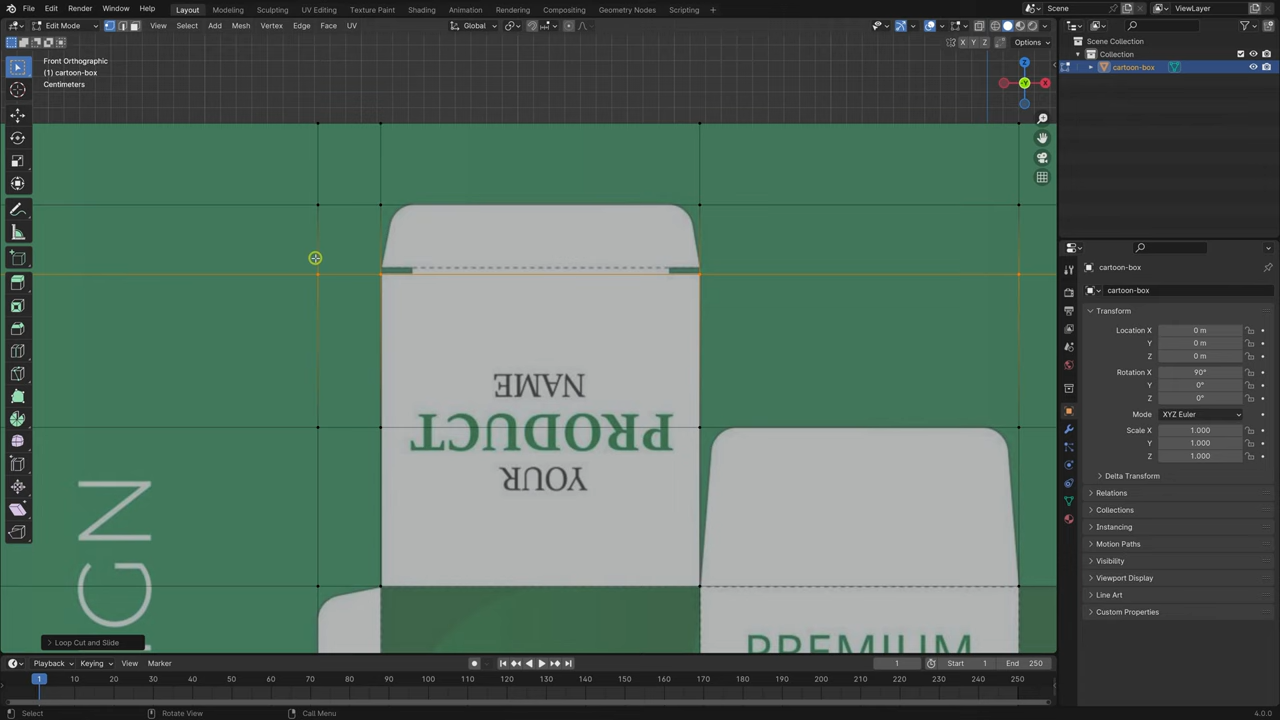 File Edit Render Window Help Layout Modeling Sculpting UV Editing Texture Paint Shading Animation Rendering Compositing Geometry Nodes Scripting + Scene ViewLayer
Edit Mode View Select Add Mesh Vertex Edge Face UV Global
X Y Z Options
Front Orthographic
(1) cartoon-box
Centimeters
Z
X
Y
Scene Collection
Collection
cartoon-box
cartoon-box
cartoon-box
Transform
Location X 0 m
Y 0 m
Z 0 m
Rotation X 90°
Y 0°
Z 0°
Mode XYZ Euler
Scale X 1.000
Y 1.000
Z 1.000
Delta Transform
Relations
Collections
Instancing
Motion Paths
Visibility
Viewport Display
Line Art
Custom Properties
YOUR
PRODUCT
NAME
GN
PREMIUM
Loop Cut and Slide
Playback Keying View Marker 1 Start 1 End 250
1 10 20 30 40 50 60 70 80 90 100 110 120 130 140 150 160 170 180 190 200 210 220 230 240 250
Select Rotate View Call Menu 4.0.0